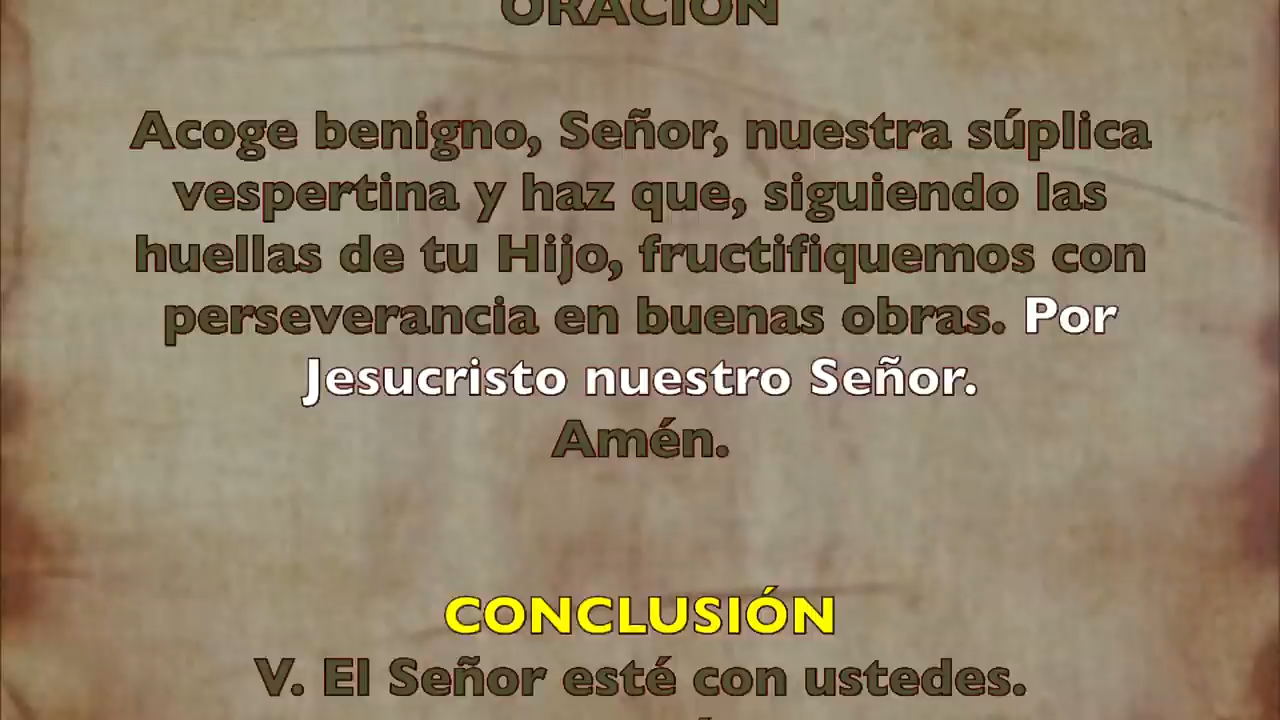 ORACIÓN
Acoge benigno, Señor, nuestra súplica
vespertina y haz que, siguiendo las
huellas de tu Hijo, fructifiquemos con
perseverancia en buenas obras. Por
Jesucristo nuestro Señor.
Amén.
CONCLUSIÓN
V. El Señor esté con ustedes.